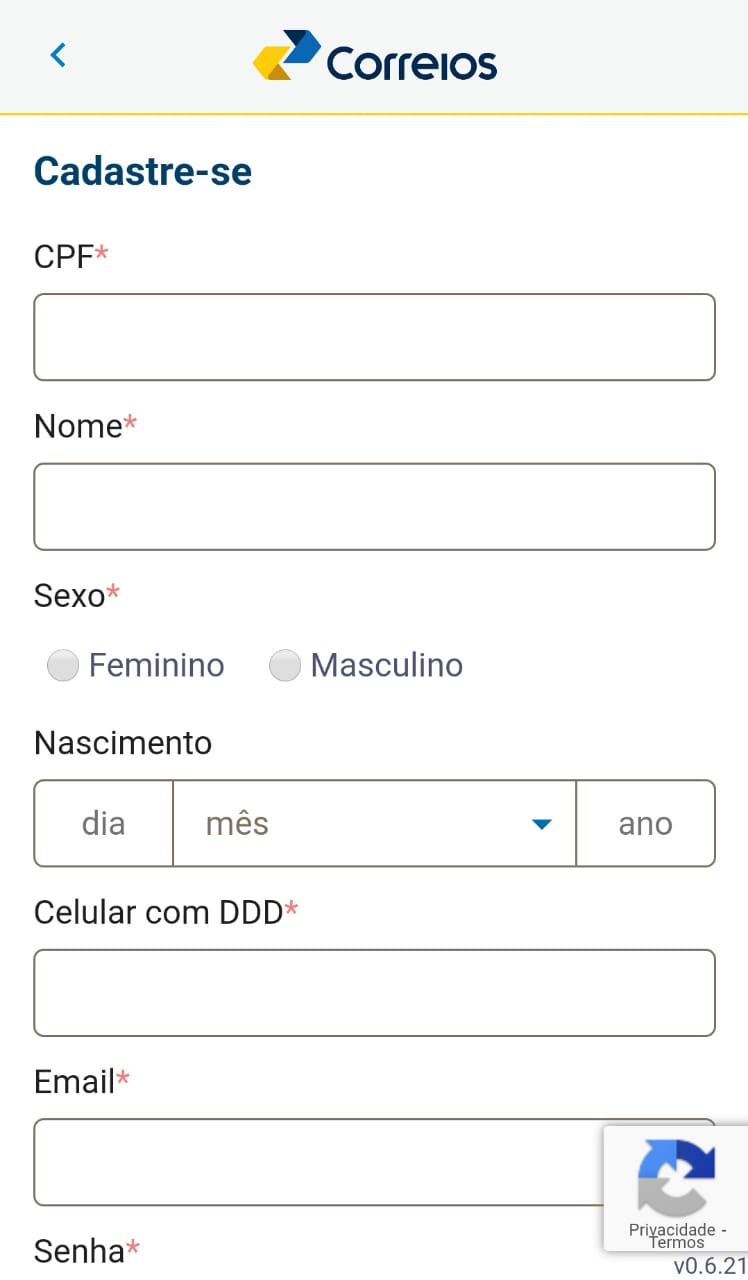 Correios
Cadastre-se
CPF*
Nome*
Sexo*
Feminino Masculino
Nascimento
dia mês ano
Celular com DDD*
Email*
Privacidade -
Termos
Senha*
v0.6.21